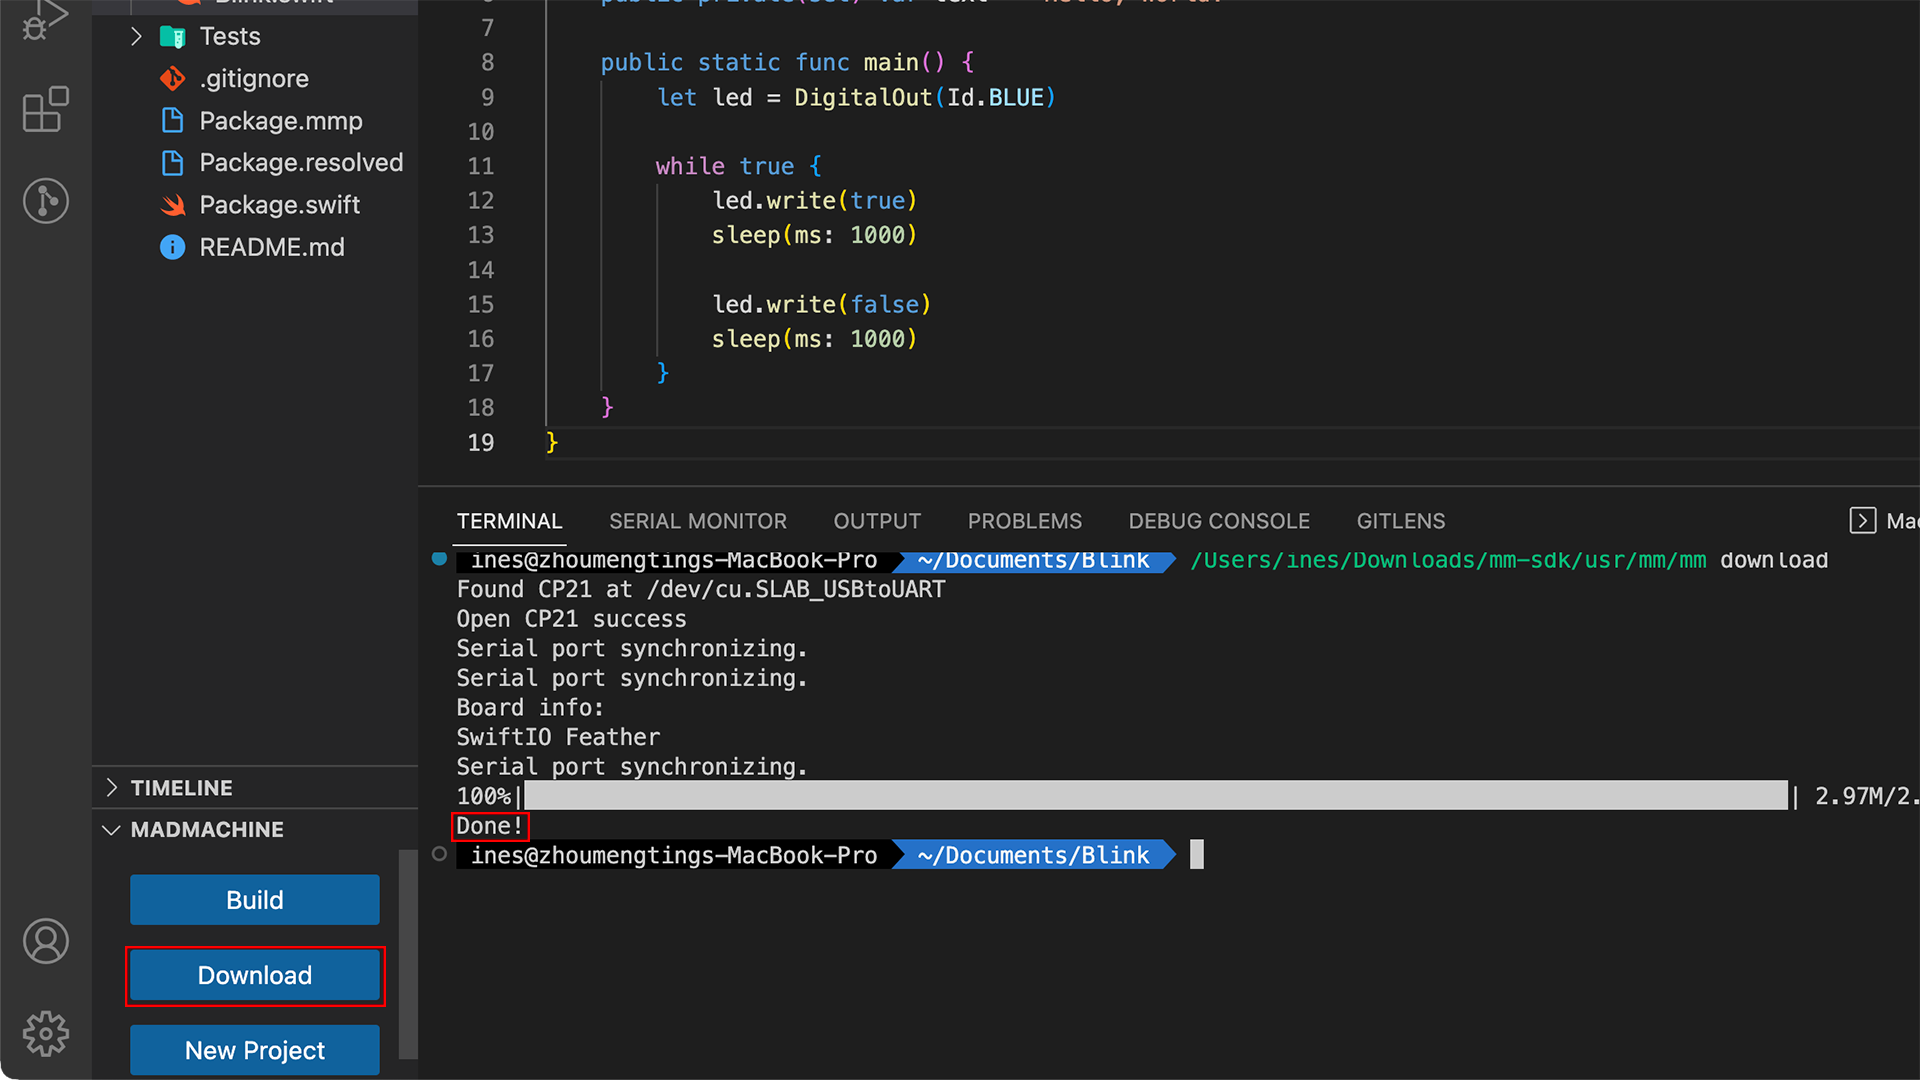 Tests
.gitignore
Package.mmp
Package.resolved
Package.swift
README.md
TIMELINE
MADMACHINE
Build
Download
New Project
7
8 public static func main() {
9 let led = DigitalOut(Id.BLUE)
10
11 while true {
12 led.write(true)
13 sleep(ms: 1000)
14
15 led.write(false)
16 sleep(ms: 1000)
17 }
18 }
19 }
TERMINAL SERIAL MONITOR OUTPUT PROBLEMS DEBUG CONSOLE GITLENS
ines@zhoumengtings-MacBook-Pro ~/Documents/Blink /Users/ines/Downloads/mm-sdk/usr/mm/mm download
Found CP21 at /dev/cu.SLAB_USBtoUART
Open CP21 success
Serial port synchronizing.
Serial port synchronizing.
Board info:
SwiftIO Feather
Serial port synchronizing.
100%| | 2.97M/2.
Done!
ines@zhoumengtings-MacBook-Pro ~/Documents/Blink